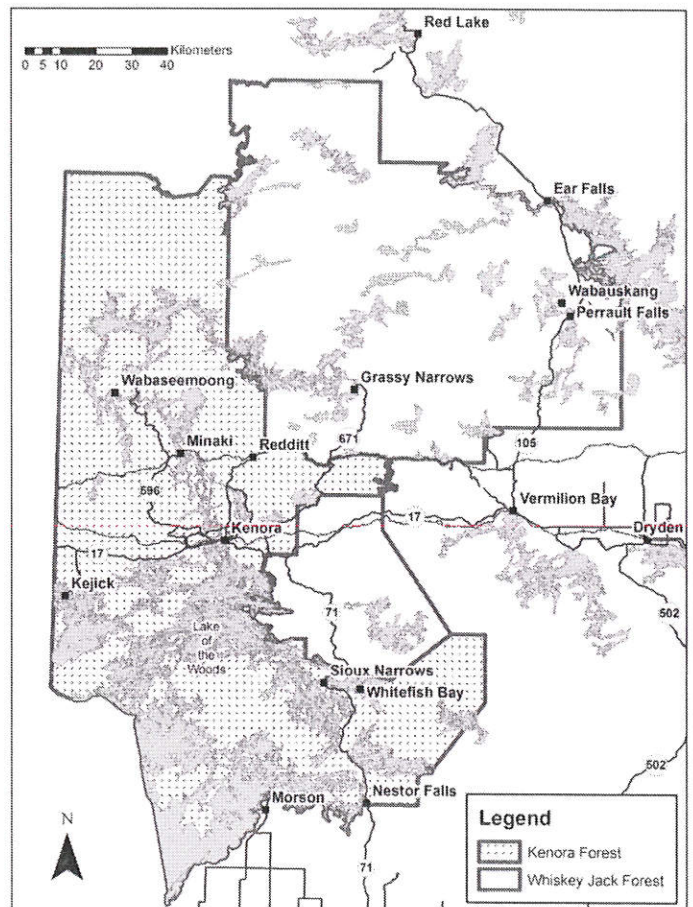 Red Lake
Kilometers
0 5 10 20 30 40
Ear Falls
Wabauskang
Perrault Falls
Wabaseemoong
Grassy Narrows
Minaki
Redditt
671
105
596
Vermilion Bay
Kenora
17
Dryden
17
Kejick
71
502
Lake
of
the
Woods
Sioux Narrows
Whitefish Bay
502
Nestor Falls
Morson
N
71
Legend
Kenora Forest
Whiskey Jack Forest